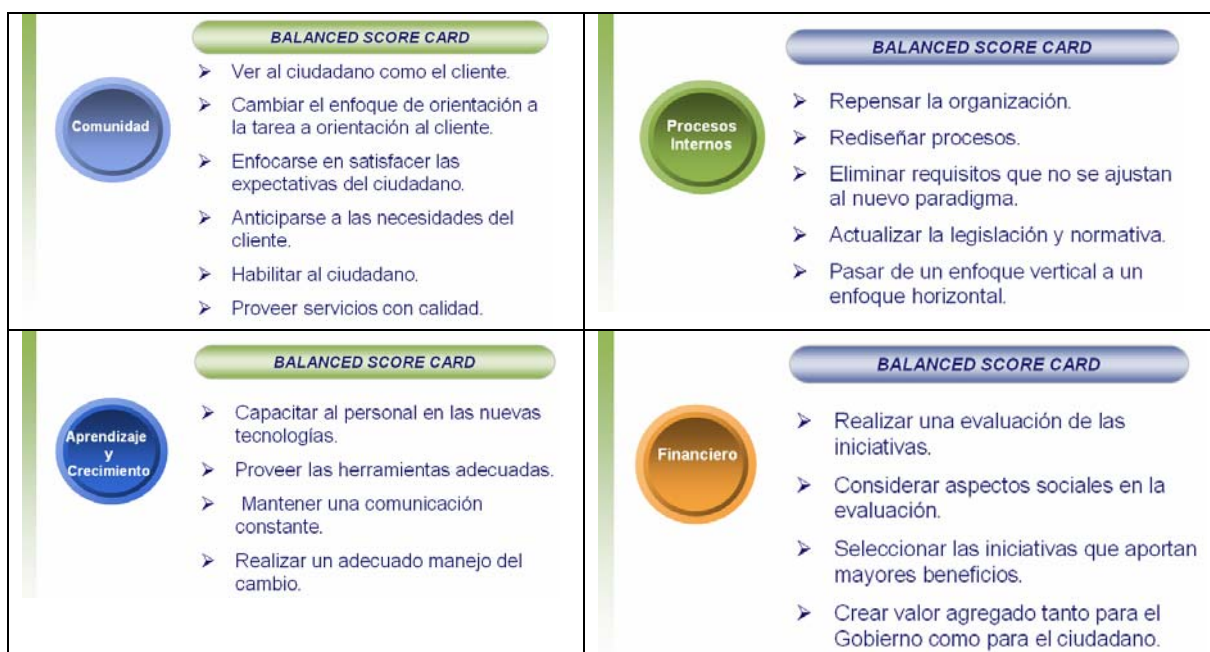 BALANCED SCORE CARD
Comunidad
➢ Ver al ciudadano como el cliente.
➢ Cambiar el enfoque de orientación a
la tarea a orientación al cliente.
➢ Enfocarse en satisfacer las
expectativas del ciudadano.
➢ Anticiparse a las necesidades del
cliente.
➢ Habilitar al ciudadano.
➢ Proveer servicios con calidad.
BALANCED SCORE CARD
Procesos
Internos
➢ Repensar la organización.
➢ Rediseñar procesos.
➢ Eliminar requisitos que no se ajustan
al nuevo paradigma.
➢ Actualizar la legislación y normativa.
➢ Pasar de un enfoque vertical a un
enfoque horizontal.
BALANCED SCORE CARD
Aprendizaje
y
Crecimiento
➢ Capacitar al personal en las nuevas
tecnologías.
➢ Proveer las herramientas adecuadas.
➢ Mantener una comunicación
constante.
➢ Realizar un adecuado manejo del
cambio.
BALANCED SCORE CARD
Financiero
➢ Realizar una evaluación de las
iniciativas.
➢ Considerar aspectos sociales en la
evaluación.
➢ Seleccionar las iniciativas que aportan
mayores beneficios.
➢ Crear valor agregado tanto para el
Gobierno como para el ciudadano.